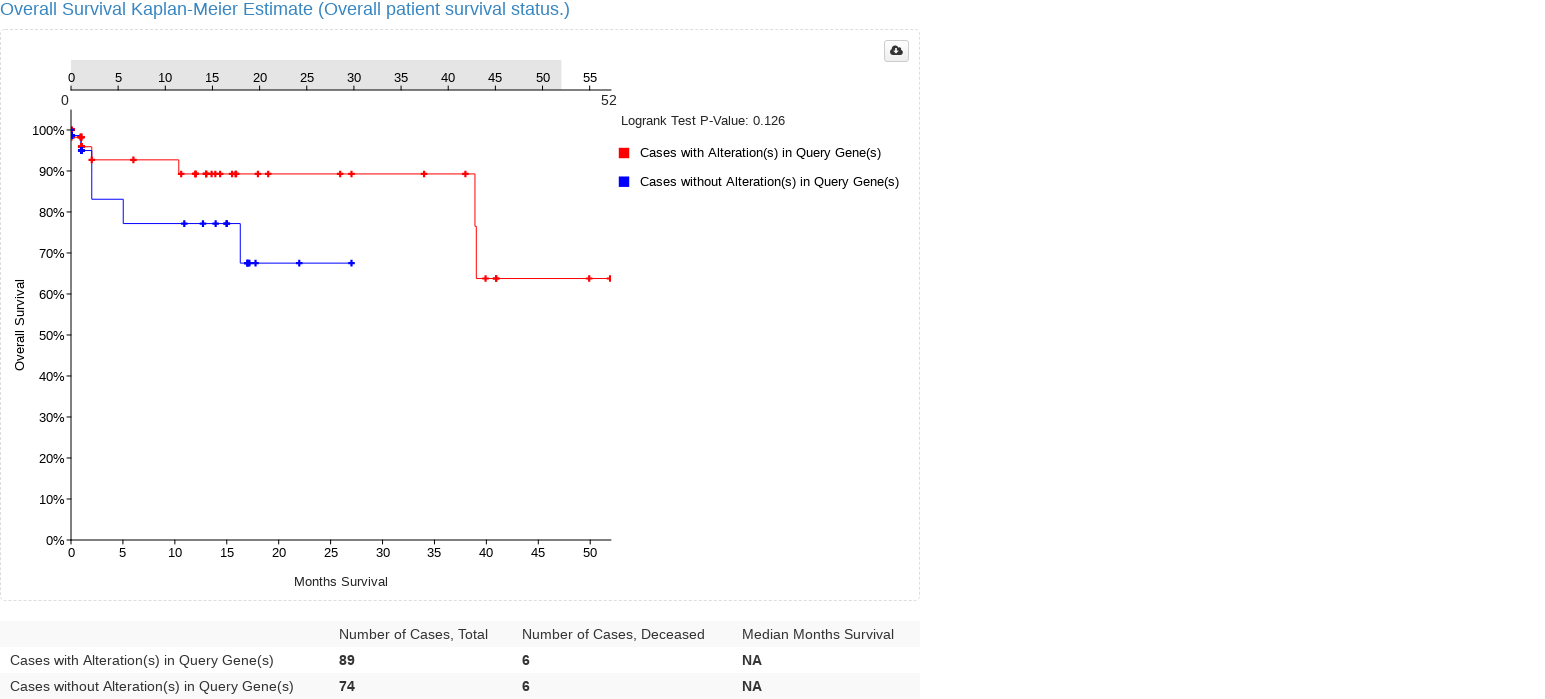 Overall Survival Kaplan-Meier Estimate (Overall patient survival status.)
0 5 10 15 20 25 30 35 40 45 50 55
0 52
Logrank Test P-Value: 0.126
Cases with Alteration(s) in Query Gene(s)
Cases without Alteration(s) in Query Gene(s)
100%
90%
80%
70%
60%
50%
40%
30%
20%
10%
0%
Overall Survival
0 5 10 15 20 25 30 35 40 45 50
Months Survival
Number of Cases, Total Number of Cases, Deceased Median Months Survival
Cases with Alteration(s) in Query Gene(s) 89 6 NA
Cases without Alteration(s) in Query Gene(s) 74 6 NA